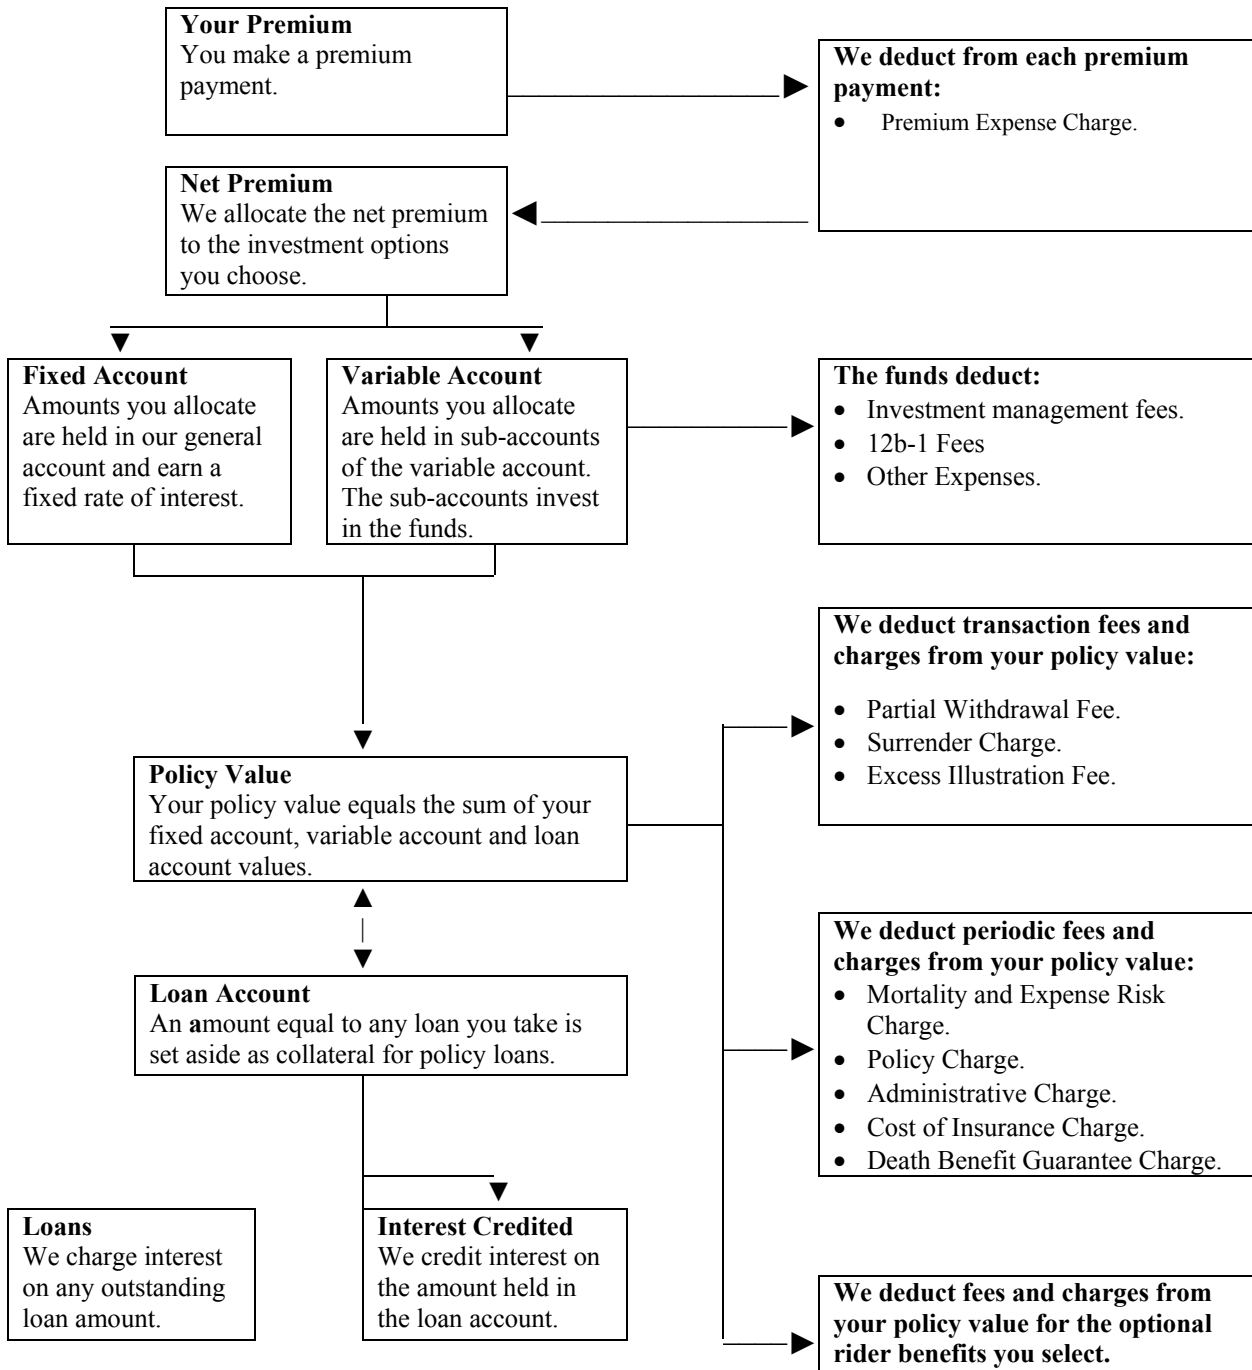 Your Premium
You make a premium
payment.
We deduct from each premium
payment:
• Premium Expense Charge.
Net Premium
We allocate the net premium
to the investment options
you choose.
Fixed Account
Amounts you allocate
are held in our general
account and earn a
fixed rate of interest.
Variable Account
Amounts you allocate
are held in sub-accounts
of the variable account.
The sub-accounts invest
in the funds.
The funds deduct:
• Investment management fees.
• 12b-1 Fees
• Other Expenses.
We deduct transaction fees and
charges from your policy value:
• Partial Withdrawal Fee.
• Surrender Charge.
• Excess Illustration Fee.
Policy Value
Your policy value equals the sum of your
fixed account, variable account and loan
account values.
We deduct periodic fees and
charges from your policy value:
• Mortality and Expense Risk
Charge.
• Policy Charge.
• Administrative Charge.
• Cost of Insurance Charge.
• Death Benefit Guarantee Charge.
Loan Account
An amount equal to any loan you take is
set aside as collateral for policy loans.
Loans
We charge interest
on any outstanding
loan amount.
Interest Credited
We credit interest on
the amount held in
the loan account.
We deduct fees and charges from
your policy value for the optional
rider benefits you select.